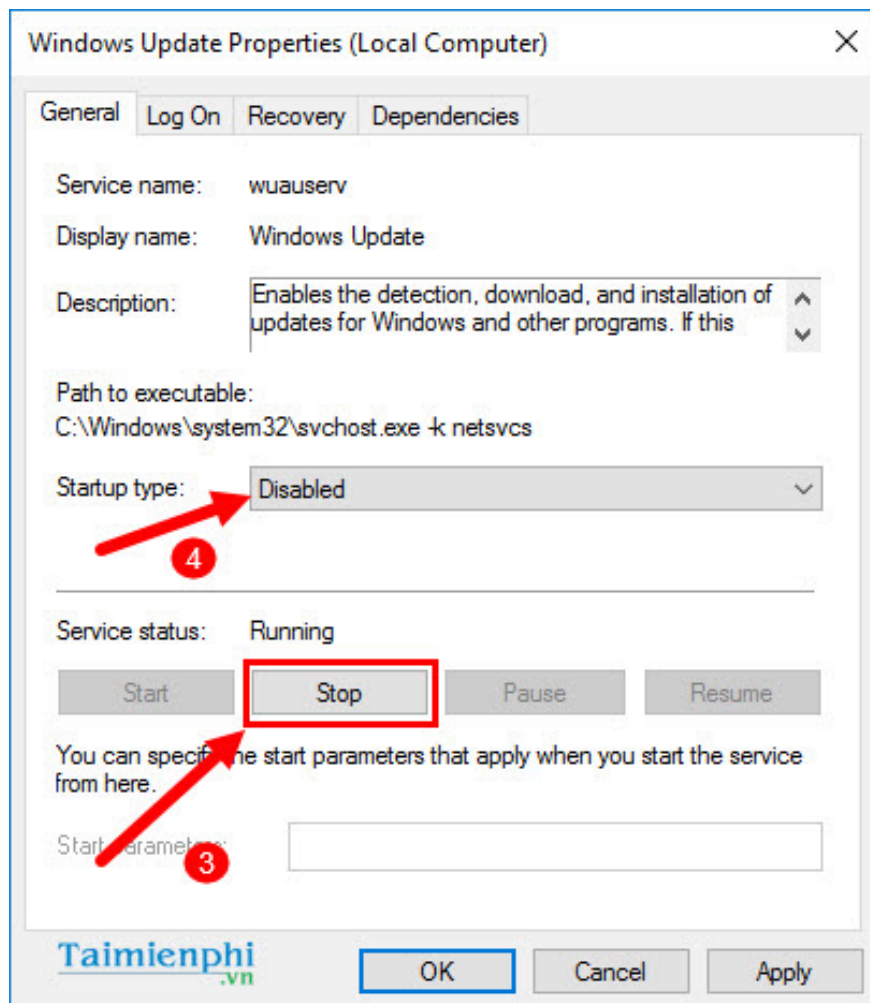 Windows Update Properties (Local Computer)
General Log On Recovery Dependencies
Service name: wuauserv
Display name: Windows Update
Description: Enables the detection, download, and installation of
updates for Windows and other programs. If this
Path to executable:
C:\Windows\system32\svchost.exe -k netsvcs
Startup type: Disabled
4
Service status: Running
Start Stop Pause Resume
You can specify the start parameters that apply when you start the service
from here.
Start parameters:
3
Taimienphi
.vn
OK Cancel Apply